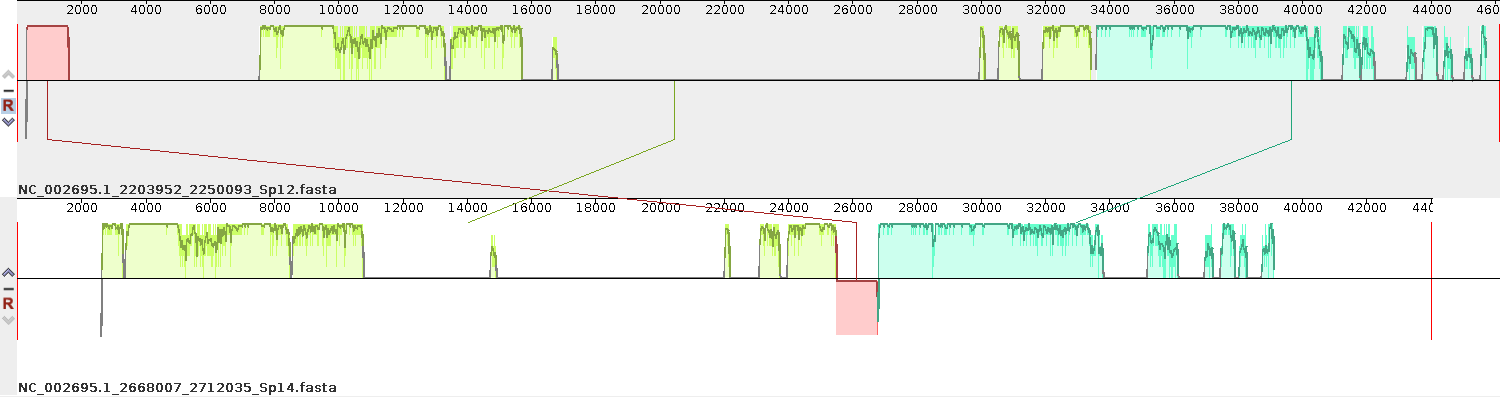 2000 4000 6000 8000 10000 12000 14000 16000 18000 20000 22000 24000 26000 28000 30000 32000 34000 36000 38000 40000 42000 44000 460
R
NC_002695.1_2203952_2250093_Sp12.fasta
2000 4000 6000 8000 10000 12000 14000 16000 18000 20000 22000 24000 26000 28000 30000 32000 34000 36000 38000 40000 42000 440
R
NC_002695.1_2668007_2712035_Sp14.fasta